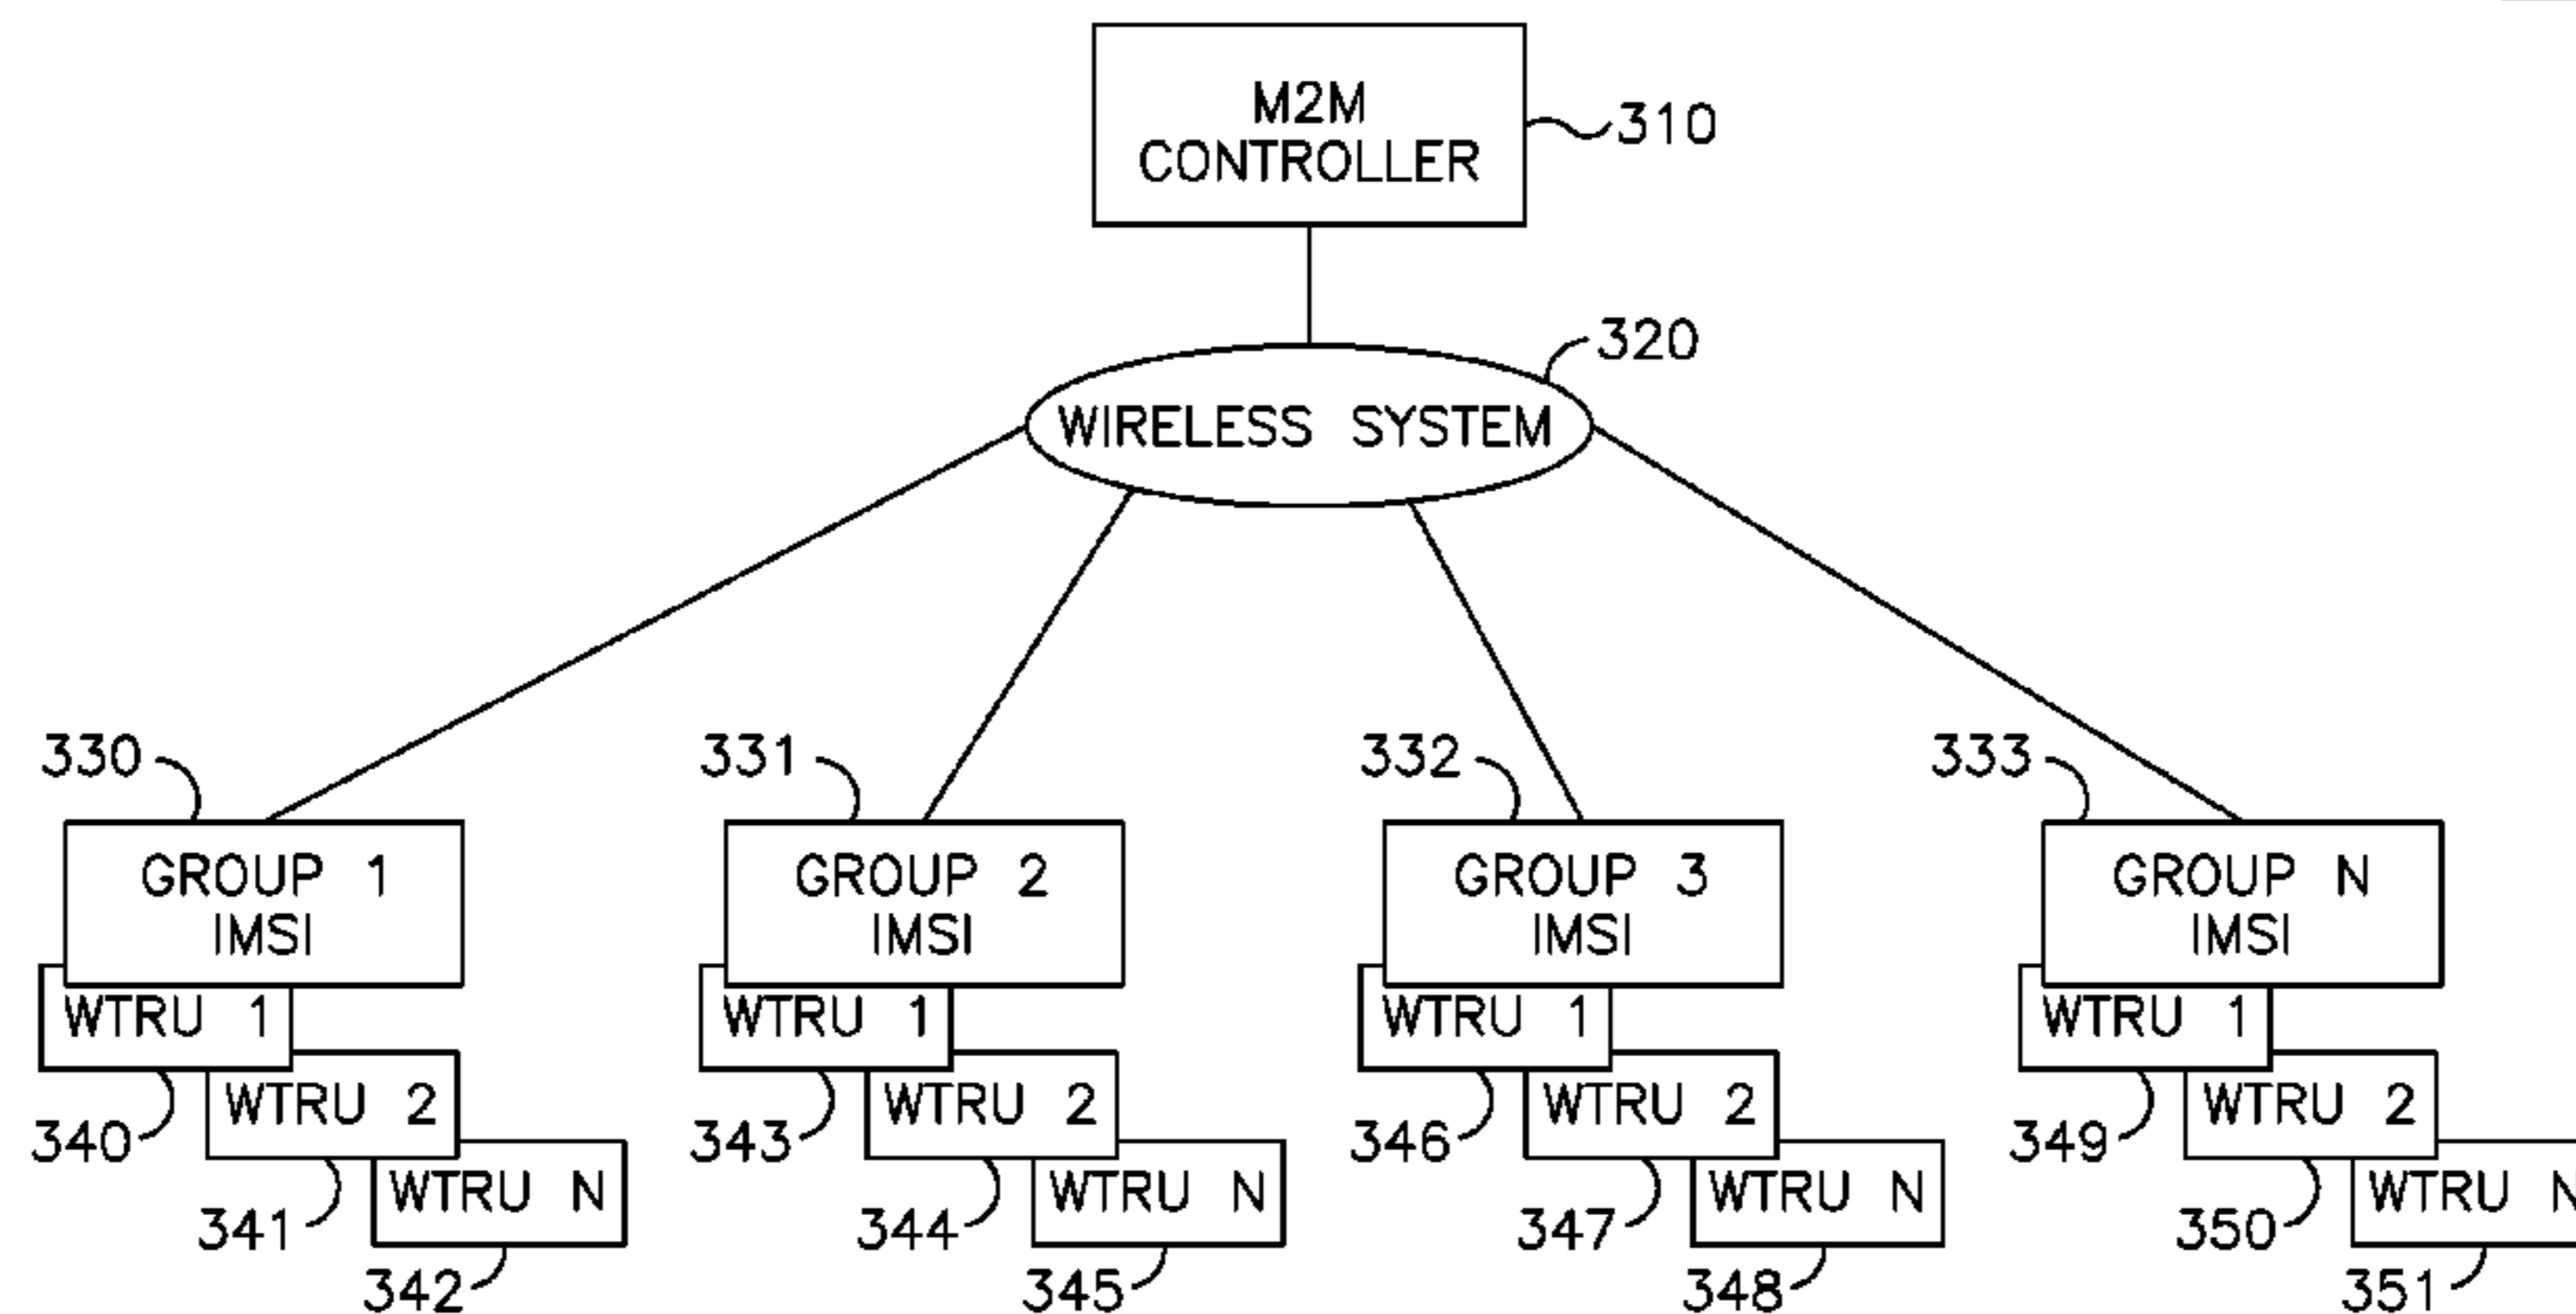 M2M
CONTROLLER
310
320
WIRELESS SYSTEM
330
331
332
333
GROUP 1
IMSI
GROUP 2
IMSI
GROUP 3
IMSI
GROUP N
IMSI
WTRU 1
WTRU 1
WTRU 1
WTRU 1
WTRU 2
WTRU 2
WTRU 2
WTRU 2
340
343
346
349
WTRU N
WTRU N
WTRU N
WTRU N
341
344
347
350
342
345
348
351